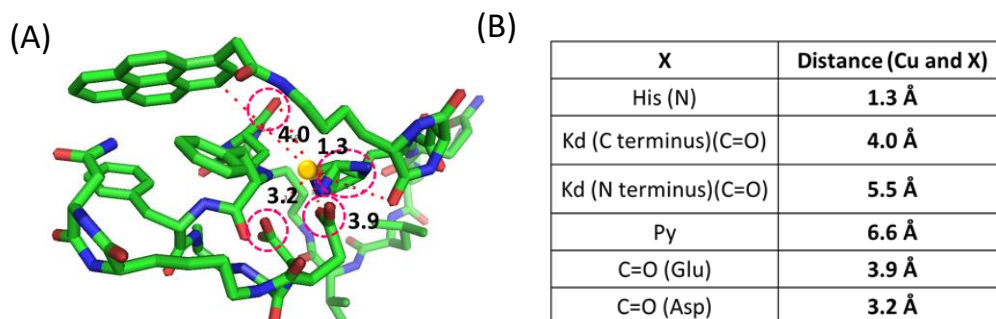 (A)
4.0
1.3
3.2
3.9
(B)
X Distance (Cu and X)
His (N) 1.3 Å
Kd (C terminus)(C=O) 4.0 Å
Kd (N terminus)(C=O) 5.5 Å
Py 6.6 Å
C=O (Glu) 3.9 Å
C=O (Asp) 3.2 Å